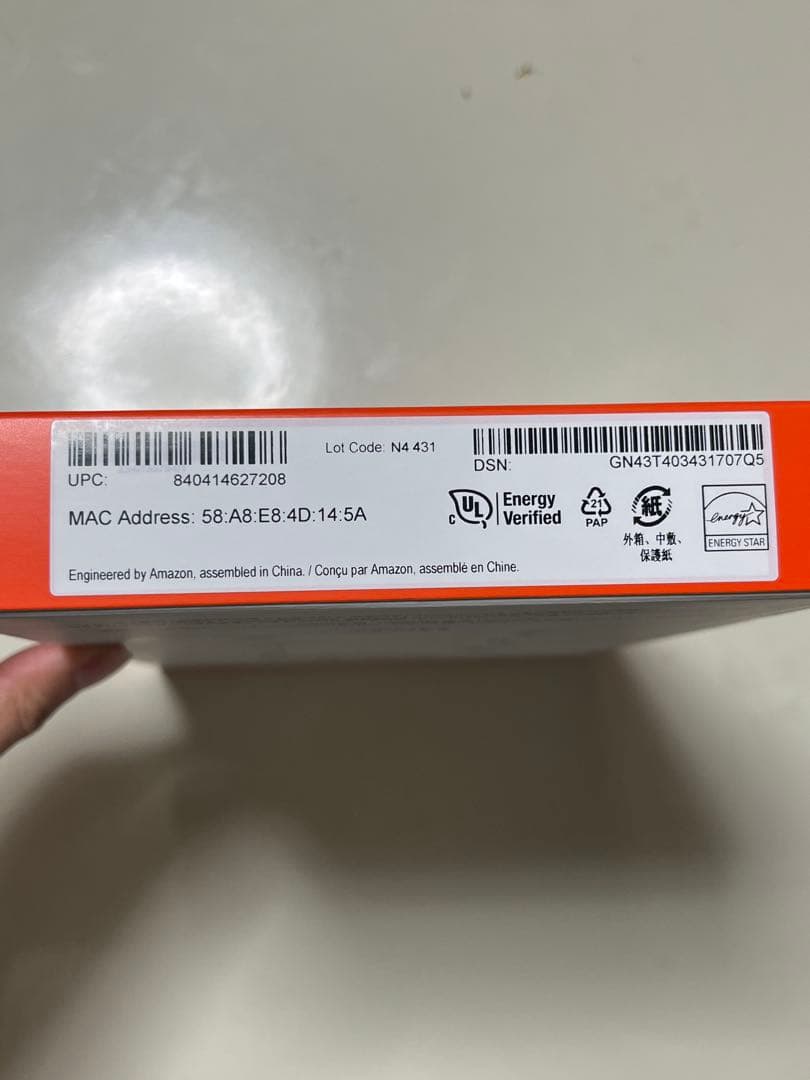 Lot Code: N4 431
UPC: 840414627208
DSN: GN43T403431707Q5
MAC Address: 58:A8:E8:4D:14:5A
c UL Energy Verified
21
PAP
紙
外箱、中敷、
保護紙
energy
ENERGY STAR
Engineered by Amazon, assembled in China. / Conçu par Amazon, assemblé en Chine.